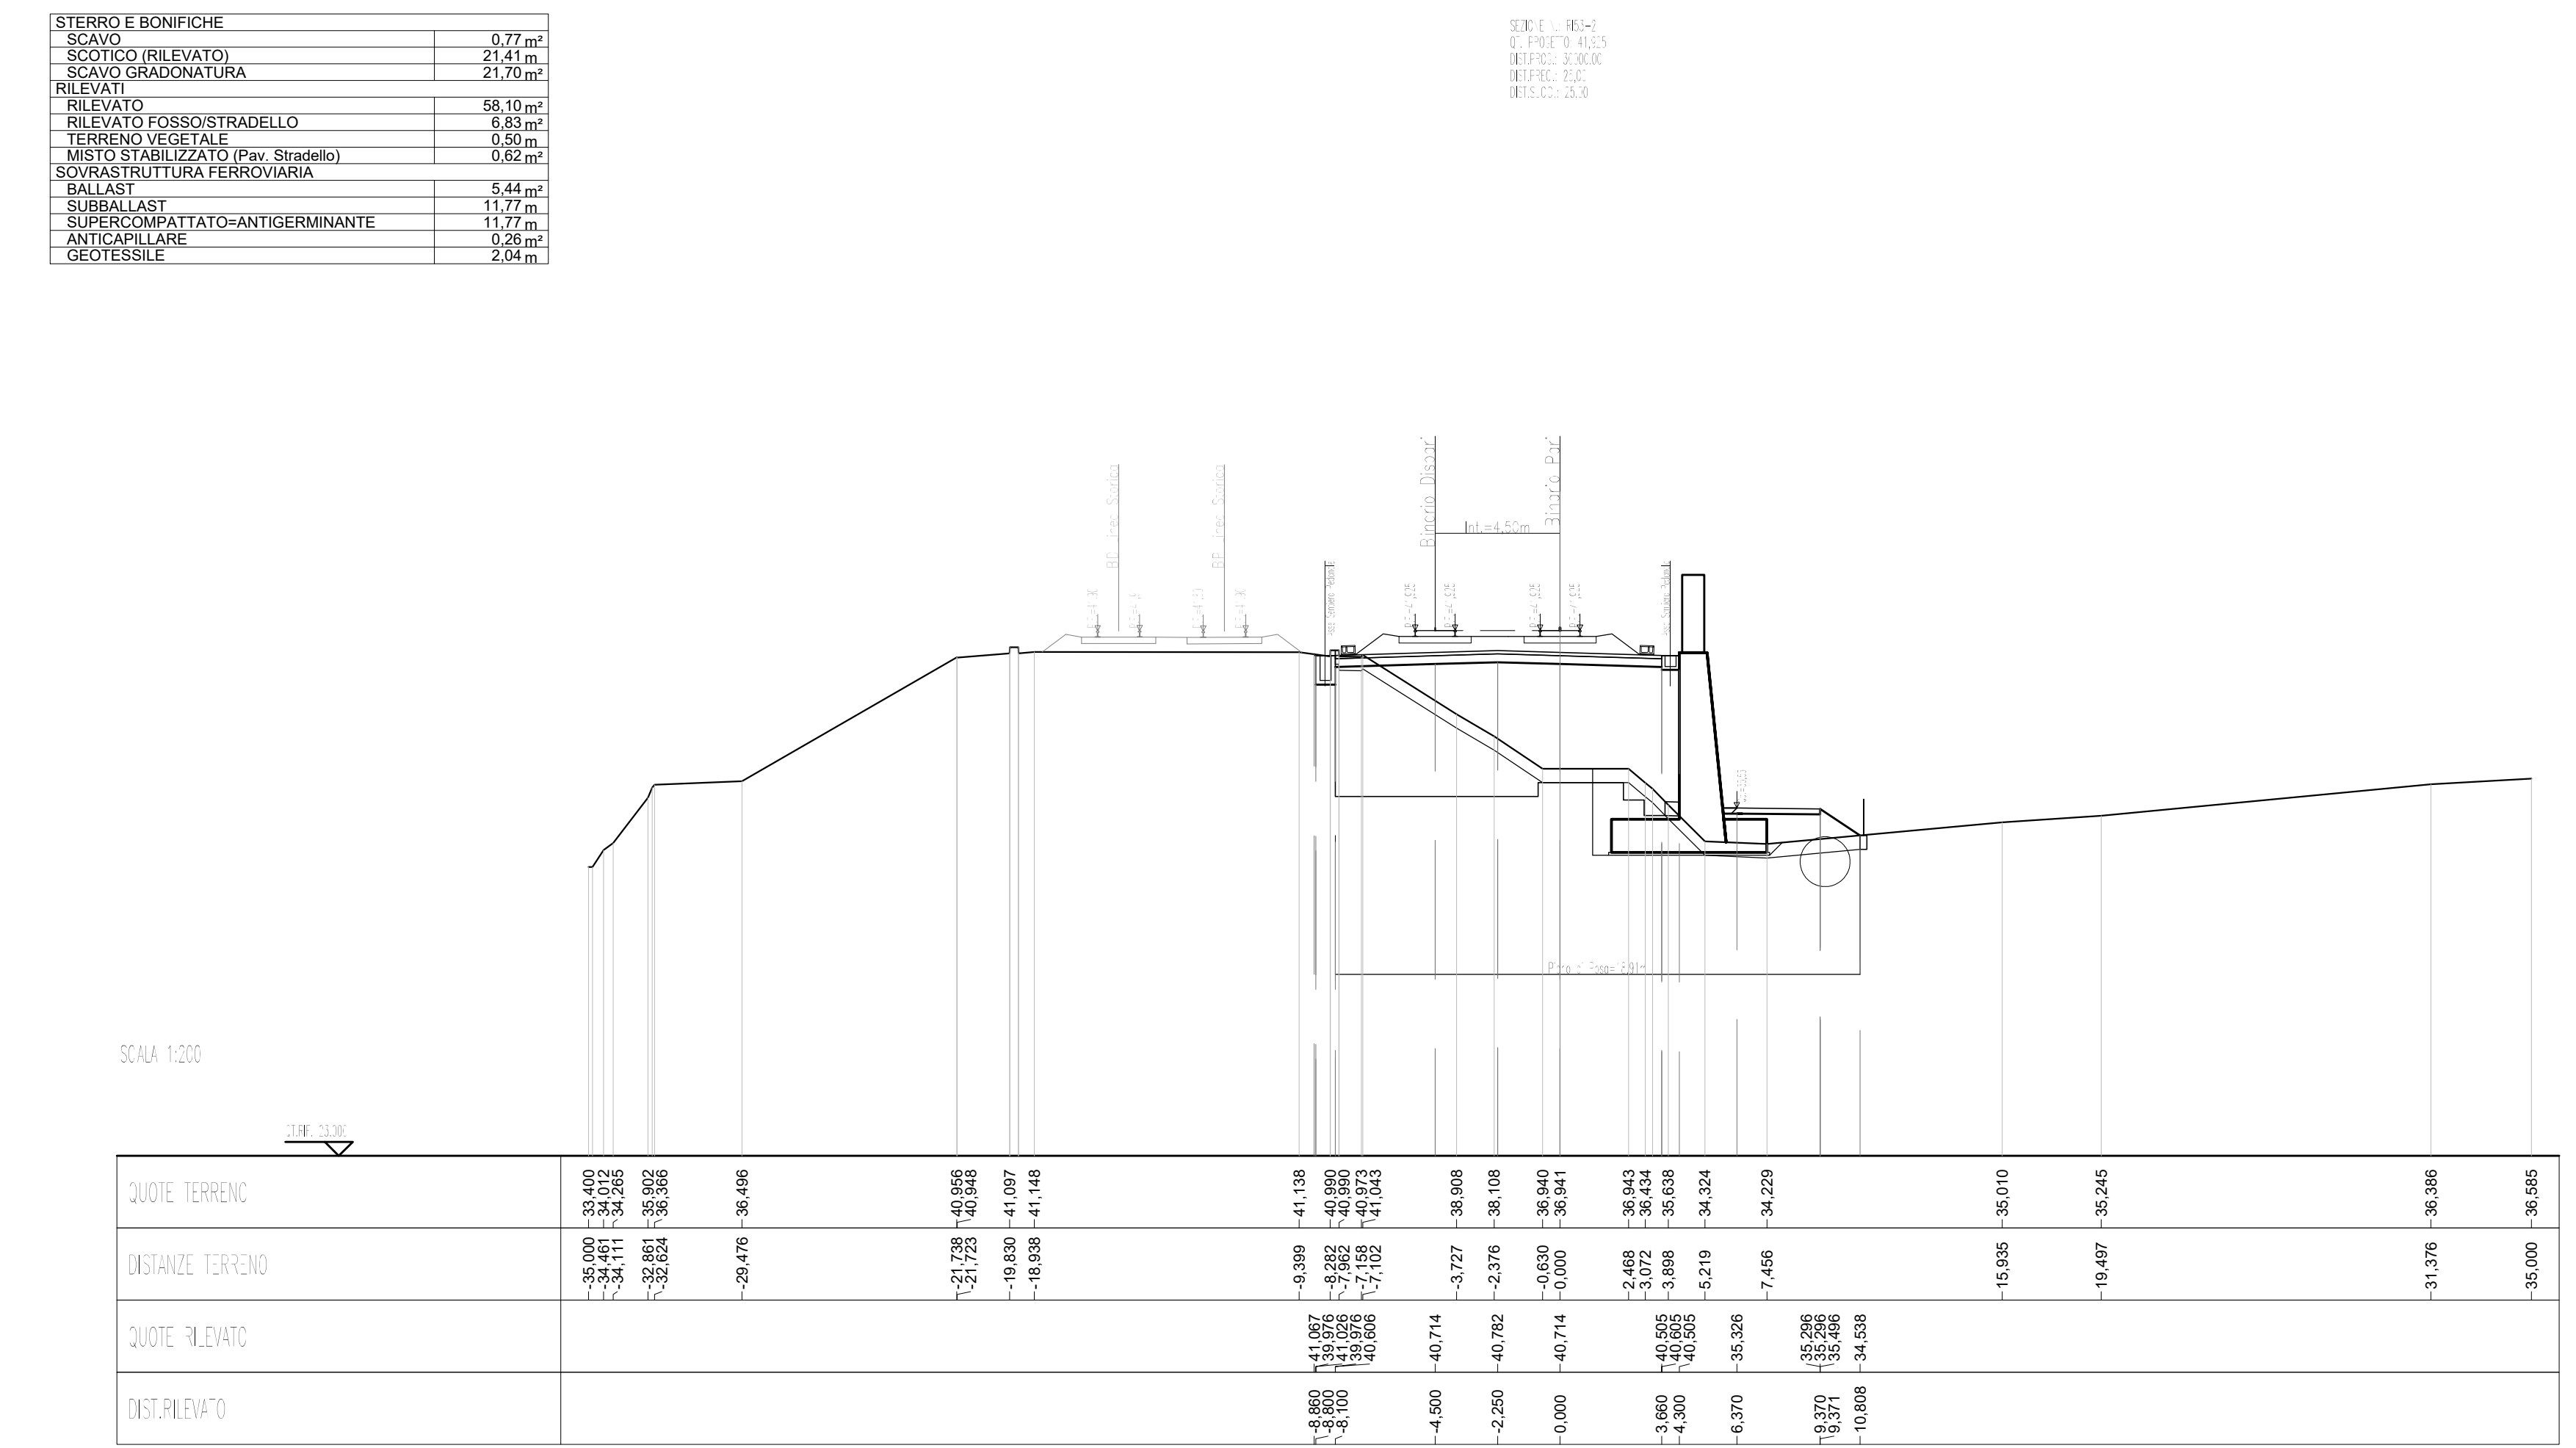 STERRO E BONIFICHE
SCAVO 0,77 m²
SCOTICO (RILEVATO) 21,41 m
SCAVO GRADONATURA 21,70 m²
RILEVATI
RILEVATO 58,10 m²
RILEVATO FOSSO/STRADELLO 6,83 m²
TERRENO VEGETALE 0,50 m
MISTO STABILIZZATO (Pav. Stradello) 0,62 m²
SOVRASTRUTTURA FERROVIARIA
BALLAST 5,44 m²
SUBBALLAST 11,77 m
SUPERCOMPATTATO=ANTIGERMINANTE 11,77 m
ANTICAPILLARE 0,26 m²
GEOTESSILE 2,04 m
Binario Dispari
Binario Pari
Int.=4,50m
SCALA 1:200
QUOTE TERRENO 33,400 34,012 34,265 35,902 36,366 36,496 40,956 40,948 41,097 41,148 41,138 40,990 40,990 40,973 41,043 38,908 38,108 36,940 36,941 36,943 36,434 35,638 34,324 34,229 35,010 35,245 36,386 36,585
DISTANZE TERRENO -35,000 -34,461 -34,111 -32,861 -32,624 -29,476 -21,738 -21,723 -19,830 -18,938 -9,399 -8,282 -7,962 -7,158 -7,102 -3,727 -2,376 -0,630 0,000 2,468 3,072 3,898 5,219 7,456 15,935 19,497 31,376 35,000
QUOTE RILEVATO 41,067 39,976 41,026 39,976 40,606 40,714 40,782 40,714 40,505 40,605 40,505 35,326 35,296 35,296 35,496 34,538
DIST.RILEVATO -8,860 -8,800 -8,100 -4,500 -2,250 0,000 3,660 4,300 6,370 9,370 9,371 10,808